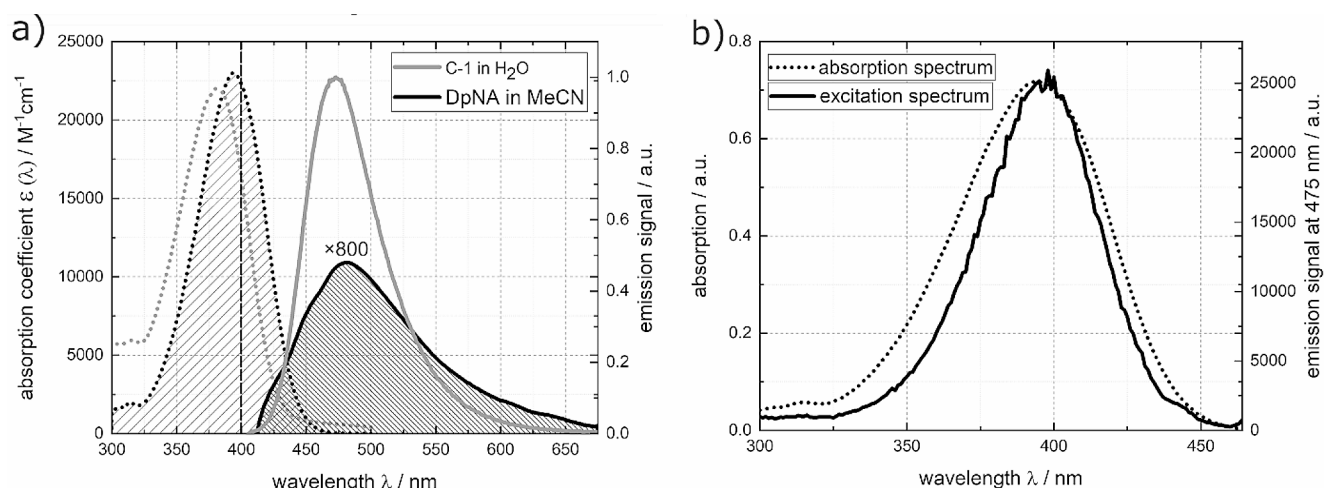 a)
25000
20000
15000
10000
5000
0
absorption coefficient ε (λ) / M⁻¹cm⁻¹
C-1 in H₂O
DpNA in MeCN
×800
1.0
0.8
0.6
0.4
0.2
0.0
emission signal / a.u.
300 350 400 450 500 550 600 650
wavelength λ / nm
b)
0.8
0.6
0.4
0.2
0.0
absorption / a.u.
absorption spectrum
excitation spectrum
25000
20000
15000
10000
5000
0
emission signal at 475 nm / a.u.
300 350 400 450
wavelength λ / nm